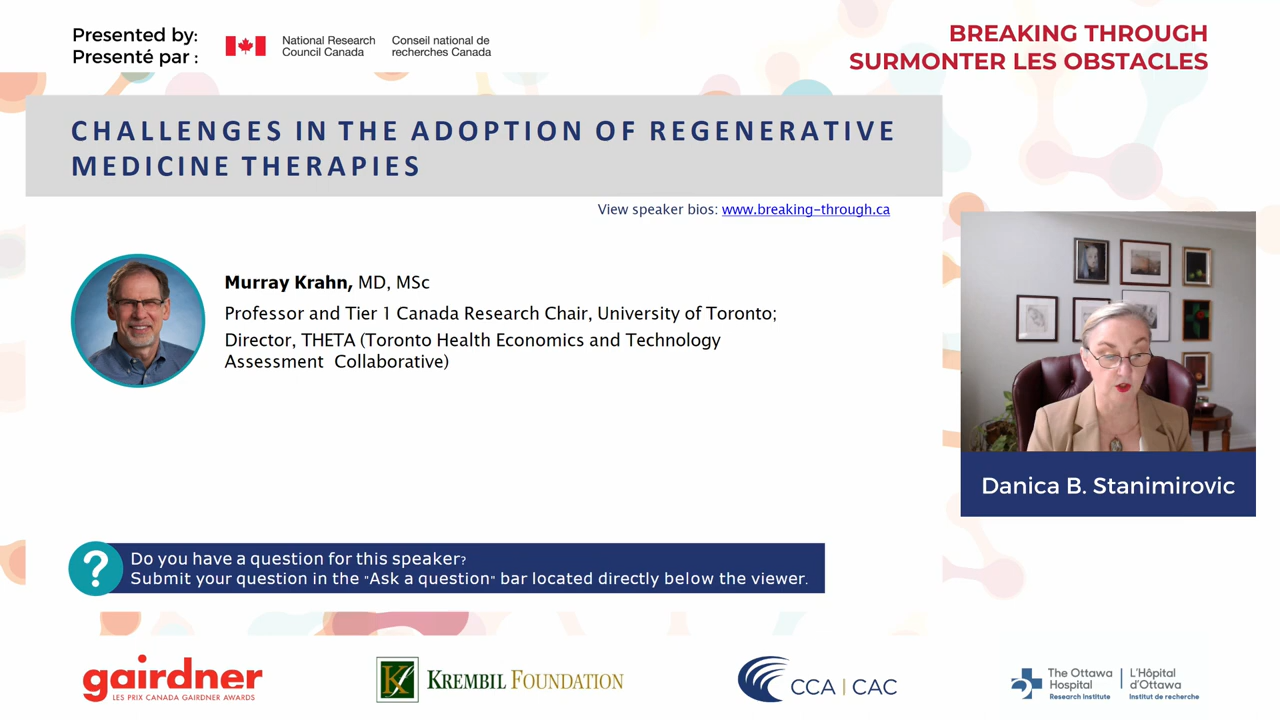 Presented by:
Presenté par :
National Research
Council Canada
Conseil national de
recherches Canada
BREAKING THROUGH
SURMONTER LES OBSTACLES
CHALLENGES IN THE ADOPTION OF REGENERATIVE
MEDICINE THERAPIES
View speaker bios: www.breaking-through.ca
Murray Krahn, MD, MSc
Professor and Tier 1 Canada Research Chair, University of Toronto;
Director, THETA (Toronto Health Economics and Technology
Assessment Collaborative)
Danica B. Stanimirovic
?
Do you have a question for this speaker?
Submit your question in the "Ask a question" bar located directly below the viewer.
gairdner
LES PRIX CANADA GAIRDNER AWARDS
K
KREMBIL FOUNDATION
CCA | CAC
The Ottawa
Hospital
Research Institute
L'Hôpital
d'Ottawa
Institut de recherche